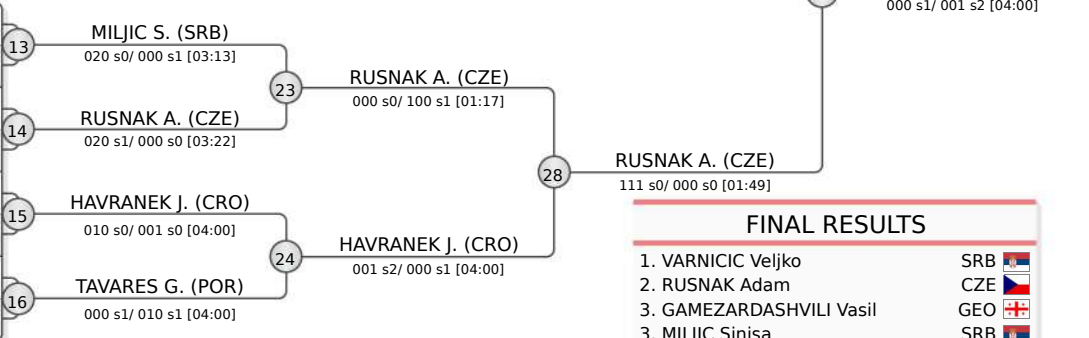 000 s1/ 001 s2 [04:00]
13
MILJIC S. (SRB)
020 s0/ 000 s1 [03:13]
23
RUSNAK A. (CZE)
000 s0/ 100 s1 [01:17]
14
RUSNAK A. (CZE)
020 s1/ 000 s0 [03:22]
28
RUSNAK A. (CZE)
111 s0/ 000 s0 [01:49]
15
HAVRANEK J. (CRO)
010 s0/ 001 s0 [04:00]
24
HAVRANEK J. (CRO)
001 s2/ 000 s1 [04:00]
16
TAVARES G. (POR)
000 s1/ 010 s1 [04:00]
FINAL RESULTS
1. VARNICIC Veljko SRB
2. RUSNAK Adam CZE
3. GAMEZARDASHVILI Vasil GEO
3. MILJIC Sinisa SRB